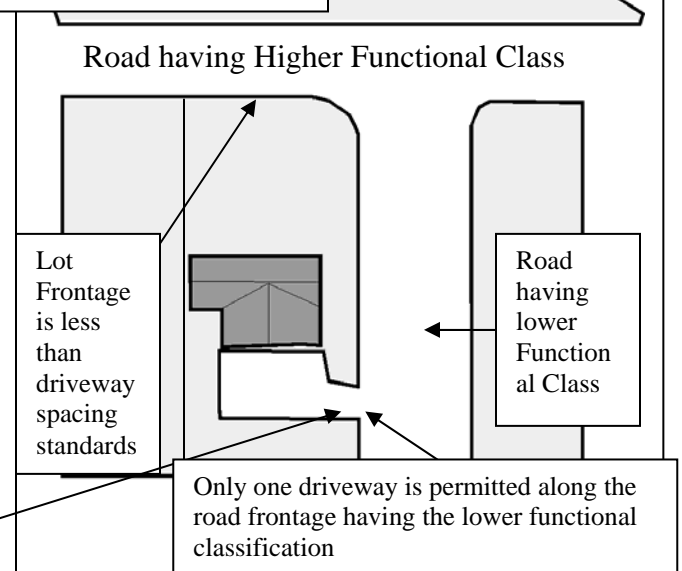 Road having Higher Functional Class
Lot
Frontage
is less
than
driveway
spacing
standards
Road
having
lower
Function
al Class
Only one driveway is permitted along the
road frontage having the lower functional
classification